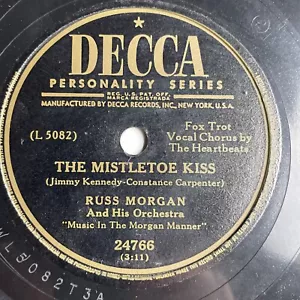 DECCA
PERSONALITY SERIES
REG. U.S. PAT. OFF.
MARCA REGISTRADA
MANUFACTURED BY DECCA RECORDS, INC., NEW YORK, U.S.A.
(L 5082)
Fox Trot
Vocal Chorus by
The Heartbeats
THE MISTLETOE KISS
(Jimmy Kennedy-Constance Carpenter)
RUSS MORGAN
And His Orchestra
"Music In The Morgan Manner"
24766
(3:11)
WL5082T3A